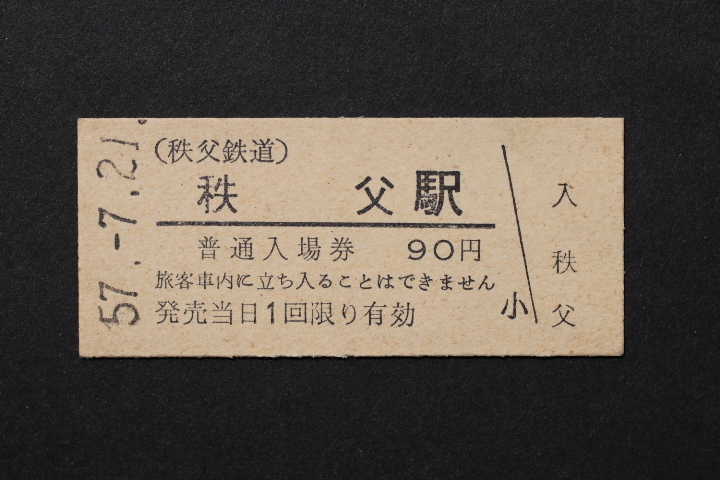 57.-7.21.
(秩父鉄道)
秩父駅
普通入場券 90円
旅客車内に立ち入ることはできません
発売当日1回限り有効
小
入
秩
父